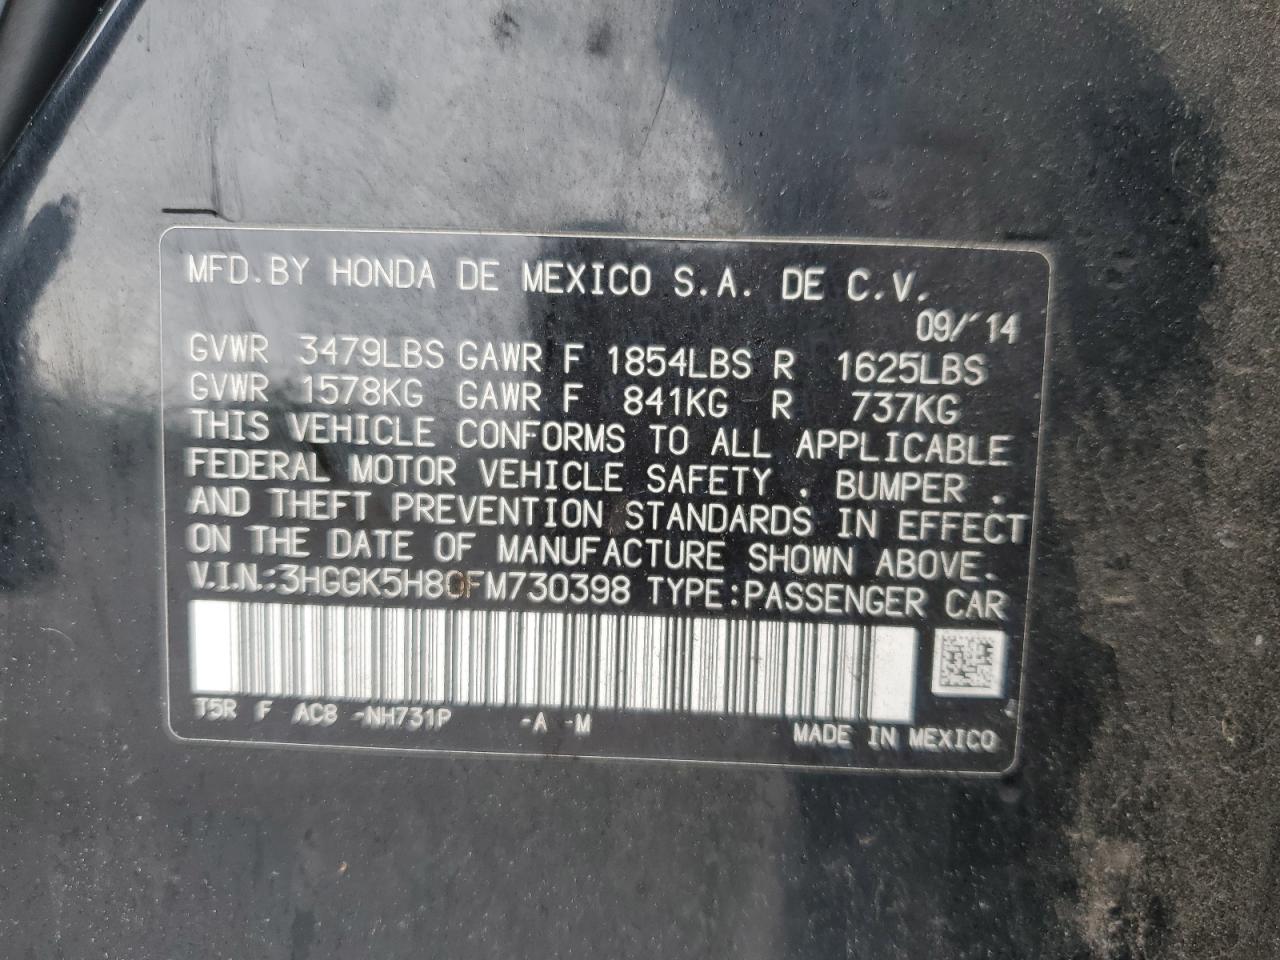 MFD.BY HONDA DE MEXICO S.A. DE C.V.
09/´14
GVWR 3479LBS GAWR F 1854LBS R 1625LBS
GVWR 1578KG GAWR F 841KG R 737KG
THIS VEHICLE CONFORMS TO ALL APPLICABLE
FEDERAL MOTOR VEHICLE SAFETY , BUMPER ,
AND THEFT PREVENTION STANDARDS IN EFFECT
ON THE DATE OF MANUFACTURE SHOWN ABOVE.
V.I.N.:3HGGK5H80FM730398 TYPE:PASSENGER CAR
T5R F AC8 -NH731P -A -M
MADE IN MEXICO